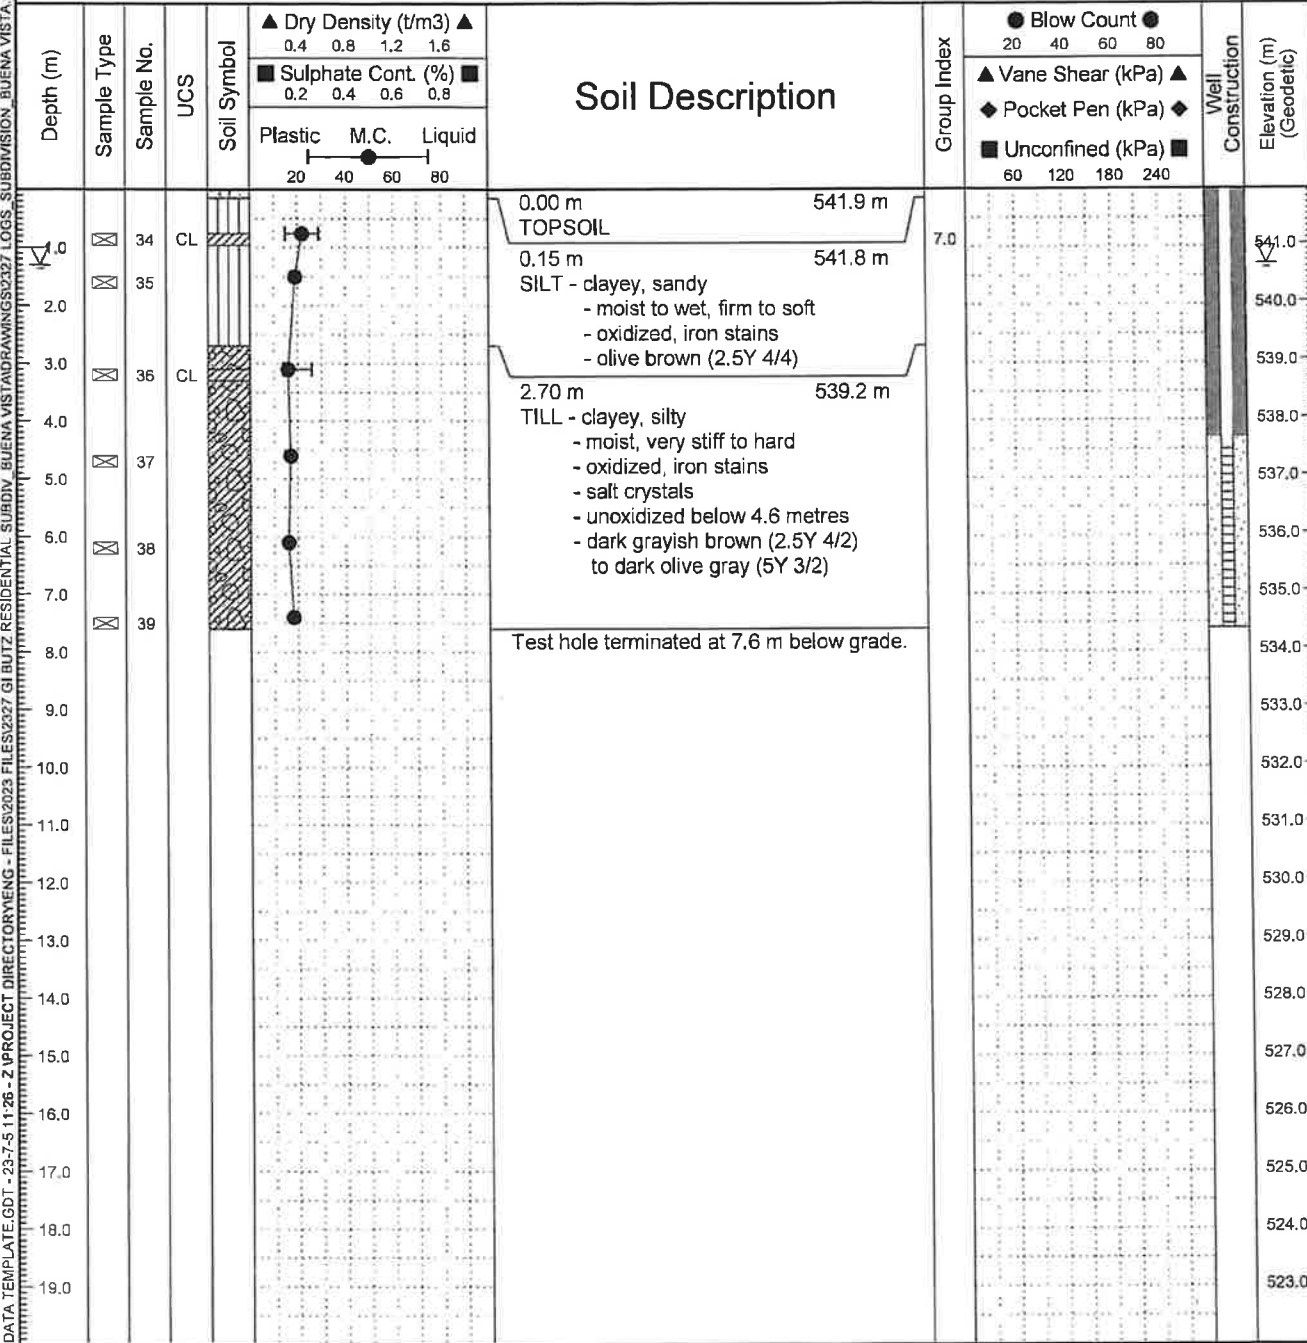 DATA TEMPLATE.GDT - 23-7-5 11:26 - Z:\PROJECT DIRECTORY\ENG - FILES\2023 FILES\2327 GI BUTZ RESIDENTIAL SUBDIV_BUENA VISTA\DRAWINGS\2327 LOGS_SUBDIVISION_BUENA VISTA.
Depth (m)
Sample Type
Sample No.
UCS
Soil Symbol
▲ Dry Density (t/m3) ▲
0.4 0.8 1.2 1.6
■ Sulphate Cont. (%) ■
0.2 0.4 0.6 0.8
Plastic M.C. Liquid
20 40 60 80
Soil Description
Group Index
● Blow Count ●
20 40 60 80
▲ Vane Shear (kPa) ▲
◆ Pocket Pen (kPa) ◆
■ Unconfined (kPa) ■
60 120 180 240
Well Construction
Elevation (m) (Geodetic)
0.00 m 541.9 m
TOPSOIL
1.0 34 CL 7.0 541.0
0.15 m 541.8 m
35
SILT - clayey, sandy
2.0 - moist to wet, firm to soft 540.0
- oxidized, iron stains
3.0 - olive brown (2.5Y 4/4) 539.0
36 CL
2.70 m 539.2 m
4.0 TILL - clayey, silty 538.0
- moist, very stiff to hard
37 - oxidized, iron stains
5.0 - salt crystals 537.0
- unoxidized below 4.6 metres
6.0 - dark grayish brown (2.5Y 4/2) 536.0
38 to dark olive gray (5Y 3/2)
7.0 535.0
39
8.0 Test hole terminated at 7.6 m below grade. 534.0
9.0 533.0
10.0 532.0
11.0 531.0
12.0 530.0
13.0 529.0
14.0 528.0
15.0 527.0
16.0 526.0
17.0 525.0
18.0 524.0
19.0 523.0